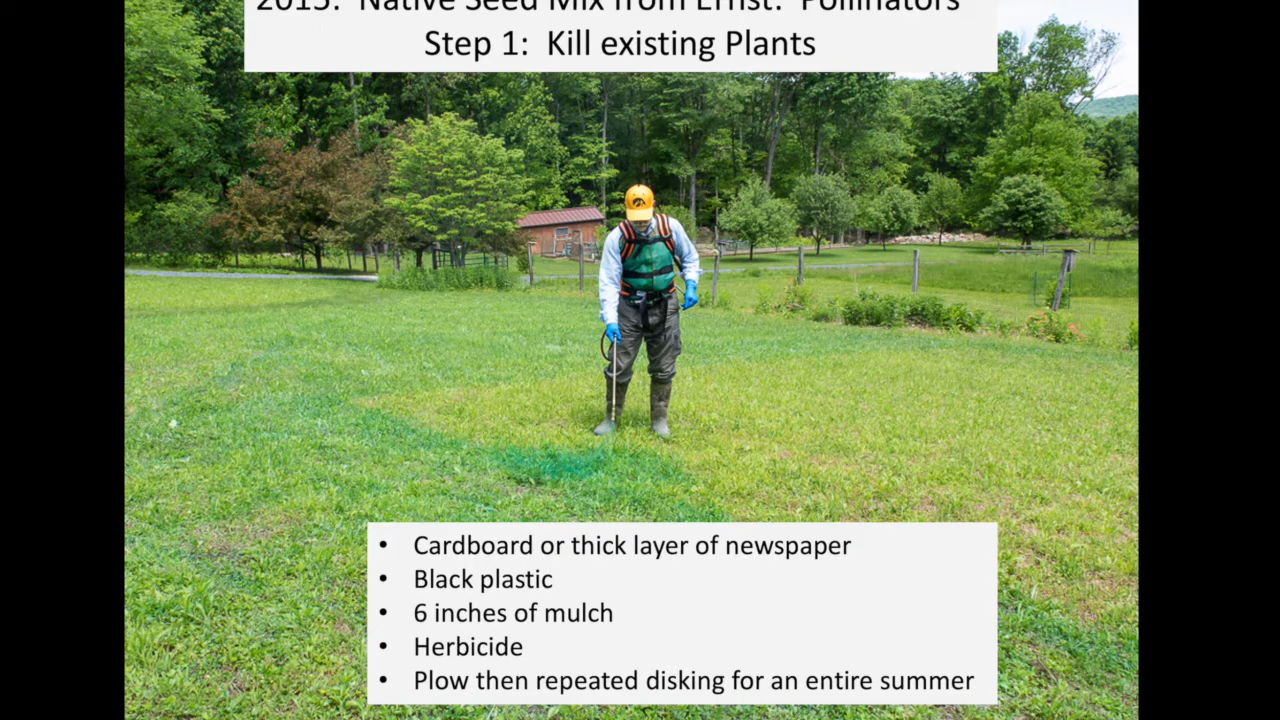 2015: Native Seed Mix from Ernst: Pollinators
Step 1: Kill existing Plants
• Cardboard or thick layer of newspaper
• Black plastic
• 6 inches of mulch
• Herbicide
• Plow then repeated disking for an entire summer